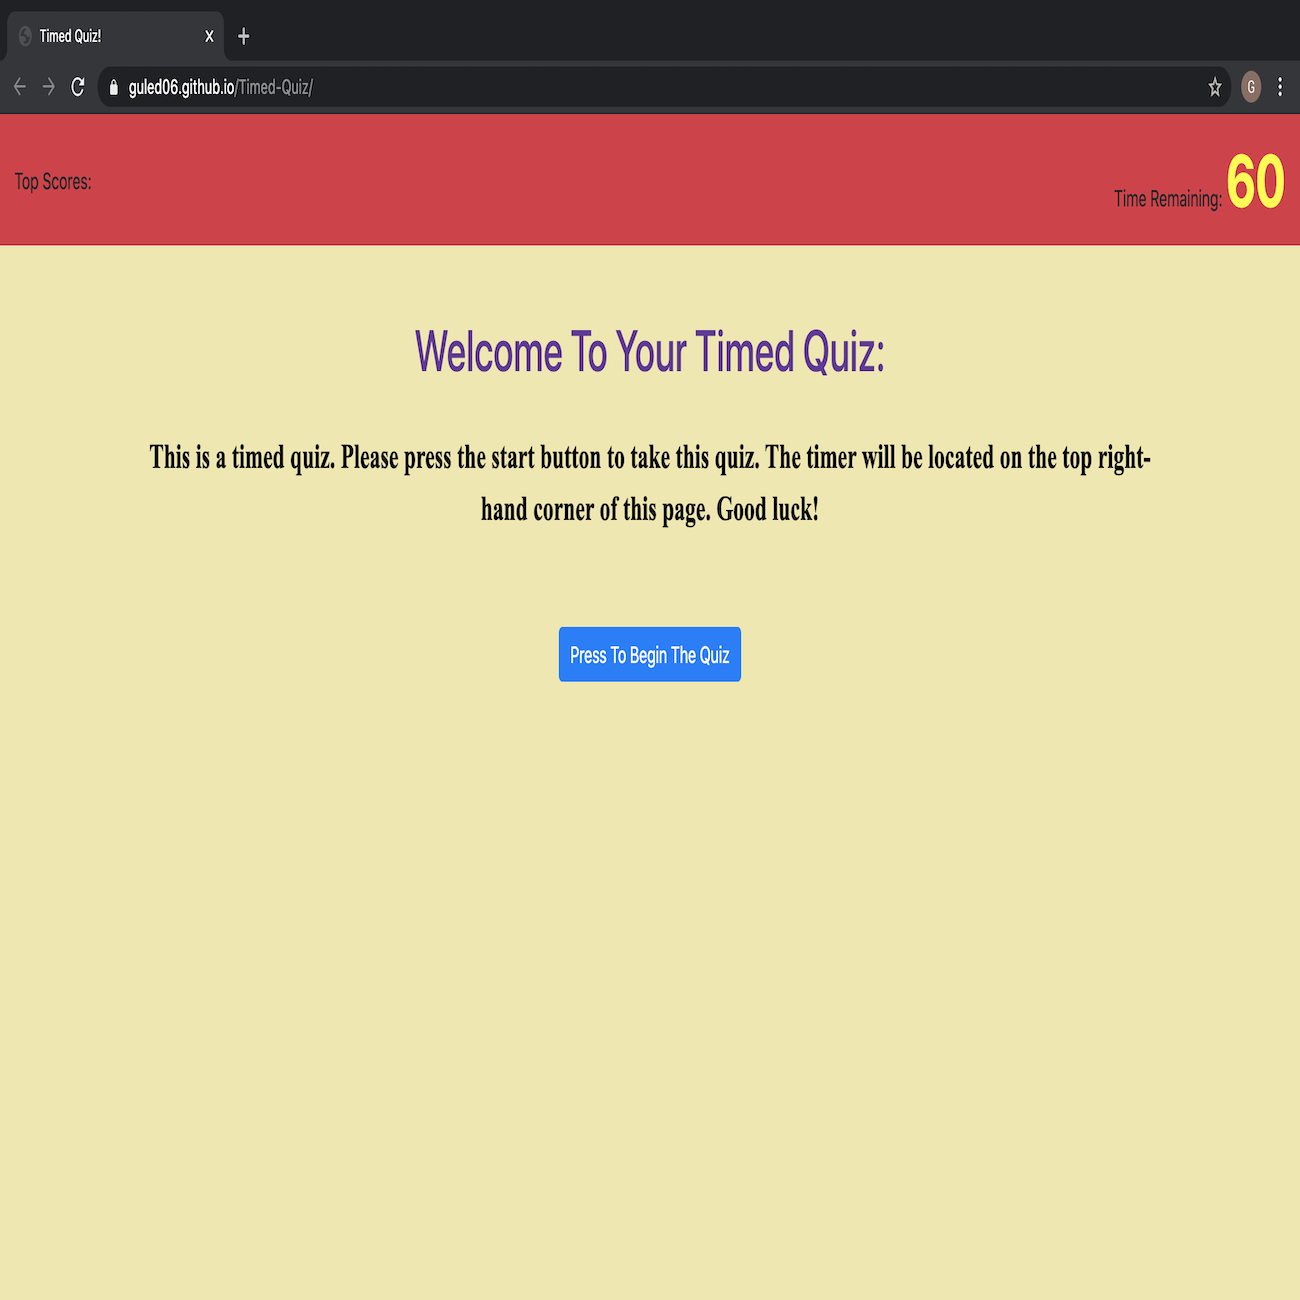 Timed Quiz!
guled06.github.io/Timed-Quiz/
G
Top Scores:
Time Remaining: 60
Welcome To Your Timed Quiz:
This is a timed quiz. Please press the start button to take this quiz. The timer will be located on the top right-
hand corner of this page. Good luck!
Press To Begin The Quiz